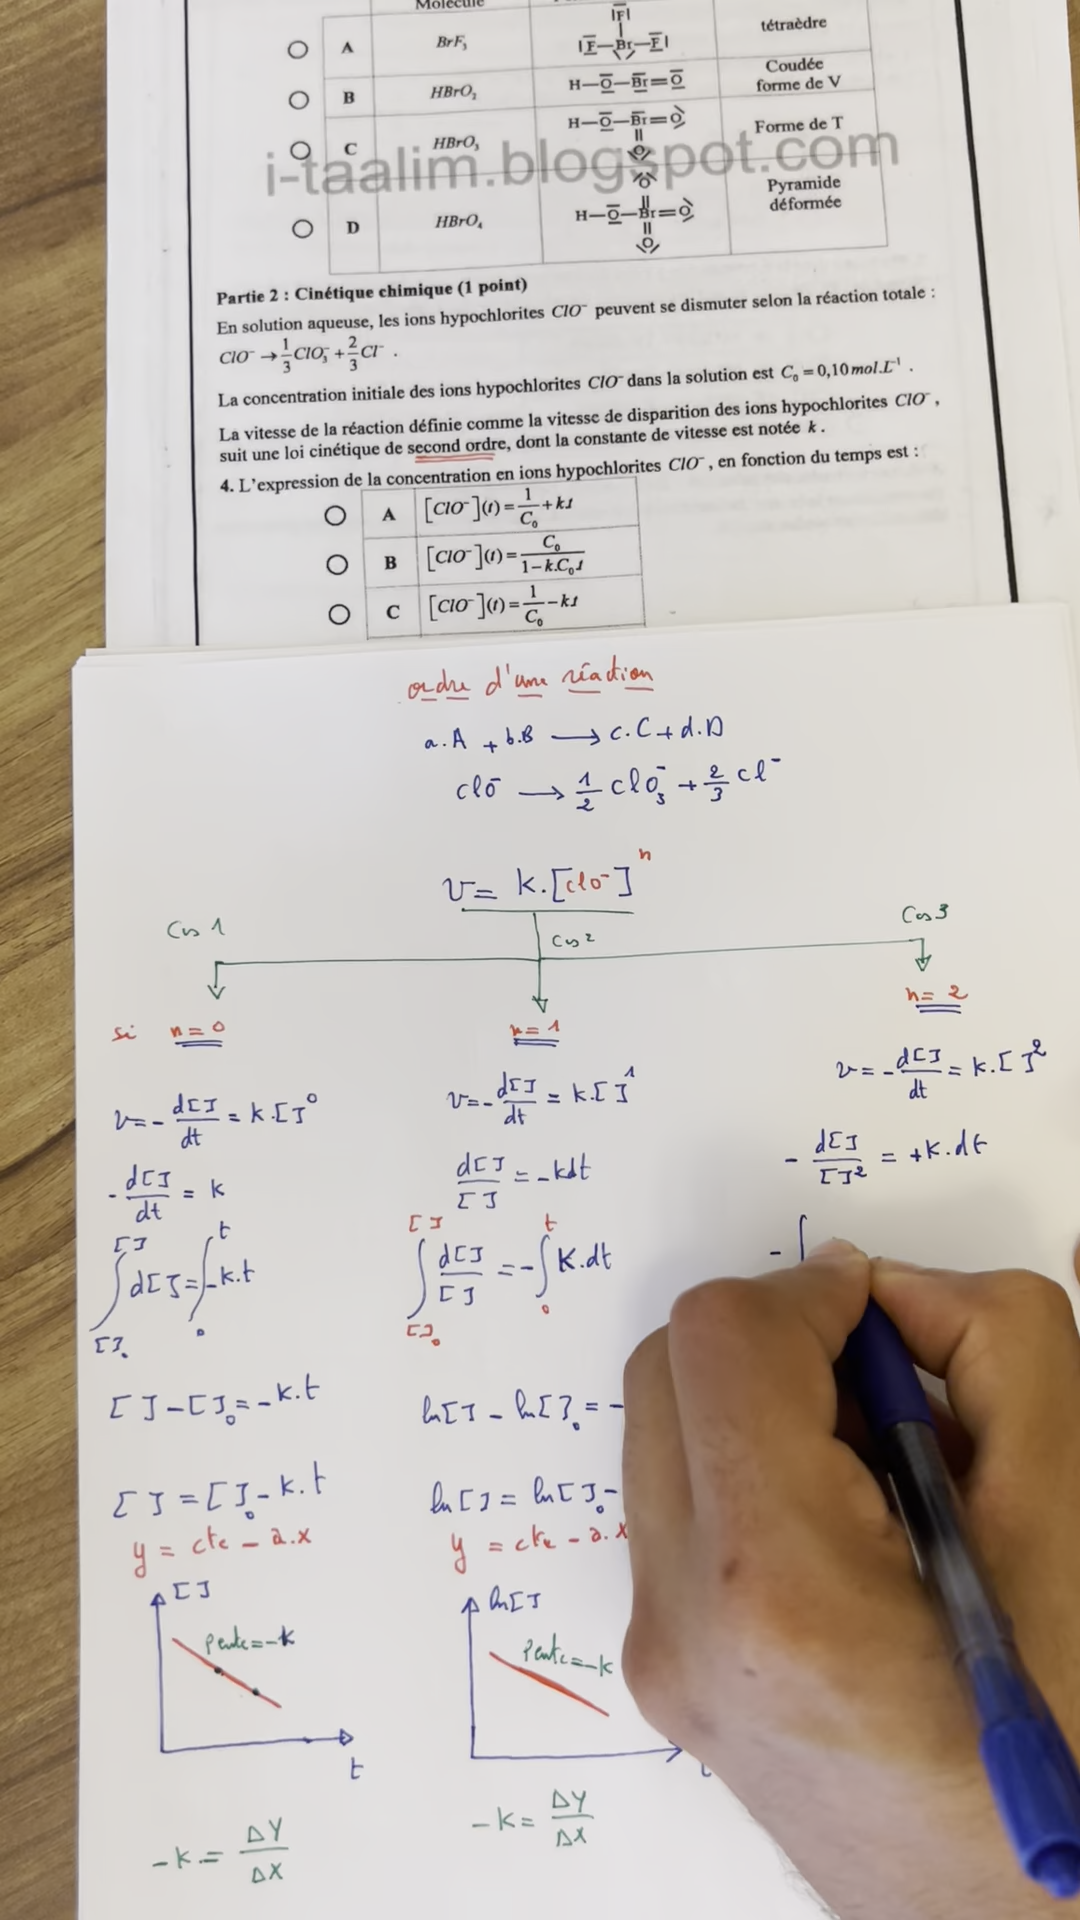 Molécule
A BrF₃ |F̅| |F̅—Br—F̅| tétraèdre
B HBrO₂ H—O̅—Br=O̅ Coudée forme de V
C HBrO₃ H—O̅—Br=O O Forme de T
i-taalim.blogspot.com
D HBrO₄ O H—O̅—Br=O O Pyramide déformée
Partie 2 : Cinétique chimique (1 point)
En solution aqueuse, les ions hypochlorites ClO⁻ peuvent se dismuter selon la réaction totale :
ClO⁻ → 1/3 ClO₃⁻ + 2/3 Cl⁻ .
La concentration initiale des ions hypochlorites ClO⁻ dans la solution est C₀ = 0,10 mol.L⁻¹ .
La vitesse de la réaction définie comme la vitesse de disparition des ions hypochlorites ClO⁻,
suit une loi cinétique de second ordre, dont la constante de vitesse est notée k .
4. L'expression de la concentration en ions hypochlorites ClO⁻, en fonction du temps est :
A [ClO⁻](t) = 1/C₀ + k.t
B [ClO⁻](t) = C₀/(1-k.C₀.t)
C [ClO⁻](t) = 1/C₀ - k.t
ordre d'une réaction
a.A + b.B → c.C + d.D
clo⁻ → 1/2 clo₃⁻ + 2/3 cl⁻
v = k.[clo⁻]ⁿ
Cas 1 Cas 2 Cas 3
si n = 0 n = 1 n = 2
v = - d[]/dt = k.[]⁰ v = - d[]/dt = k.[]¹ v = - d[]/dt = k.[]²
- d[]/dt = k d[]/[] = -kdt - d[]/[]² = +k.dt
[] t [] t
∫d[] = ∫-k.t ∫ d[]/[] = -∫ k.dt -∫
[]₀ 0 []₀ 0
[] - []₀ = -k.t ln[] - ln[]₀ = -
[] = []₀ - k.t ln[] = ln[]₀ -
y = cte - a.x y = cte - a.x
[] ln[]
pente = -k Pente = -k
t t
-k = ΔY/ΔX -k = ΔY/ΔX